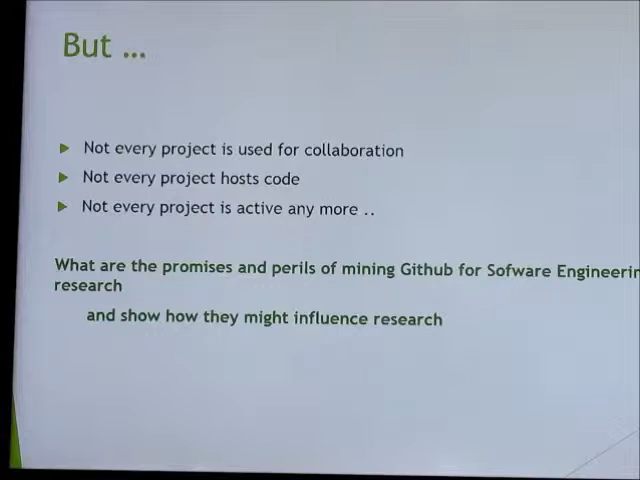 But ...
Not every project is used for collaboration
Not every project hosts code
Not every project is active any more ..
What are the promises and perils of mining Github for Sofware Engineerin
research
and show how they might influence research